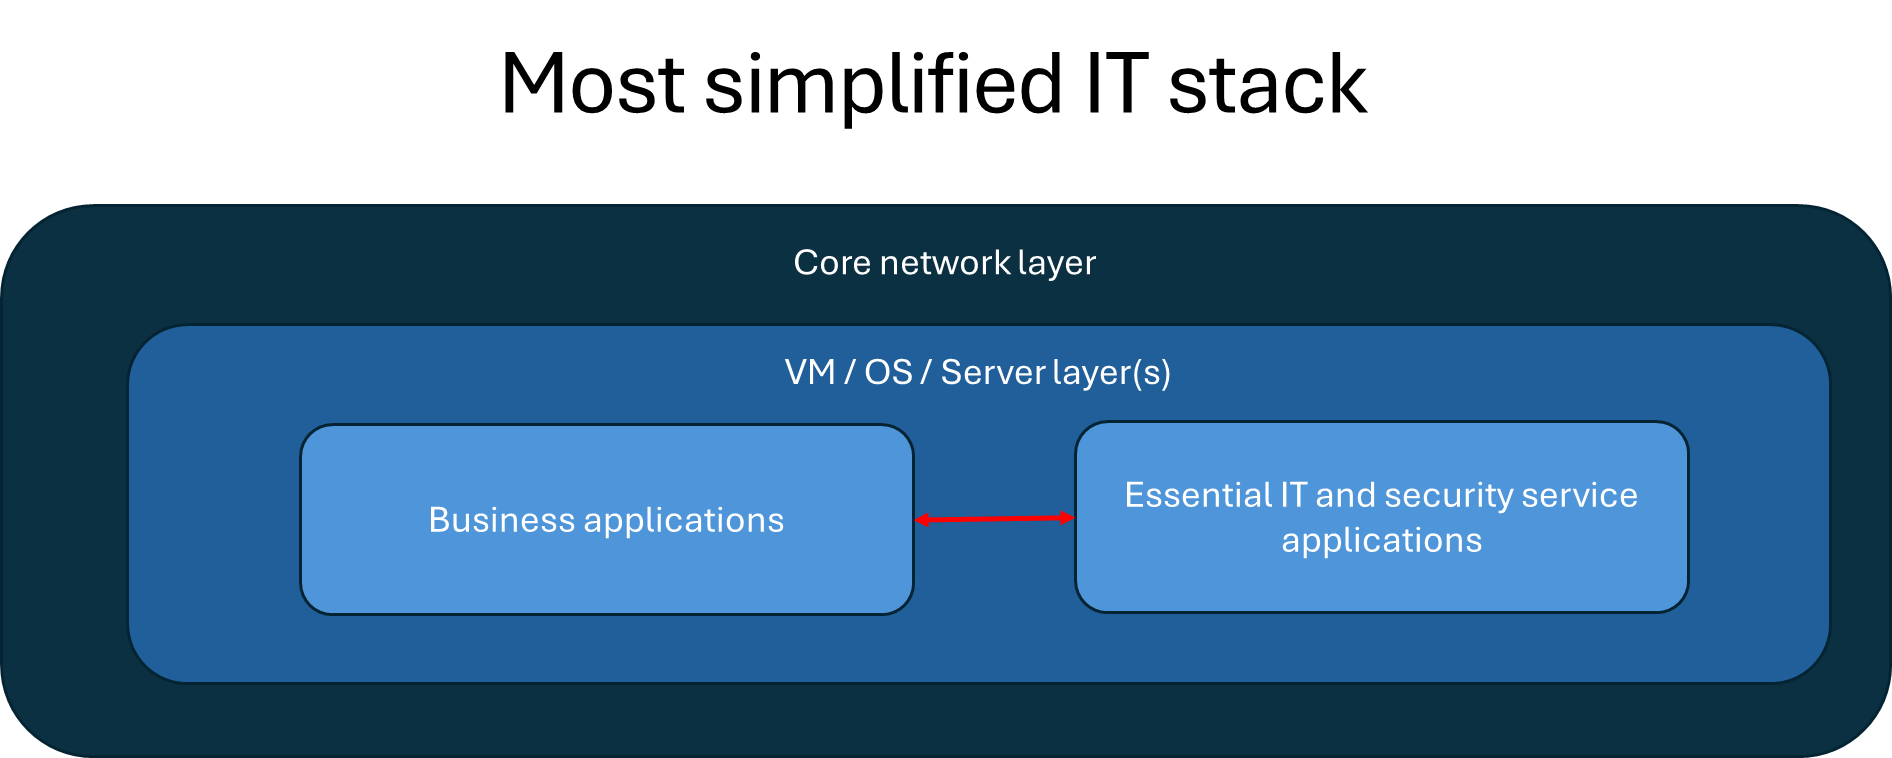 Most simplified IT stack
Core network layer
VM / OS / Server layer(s)
Business applications
Essential IT and security service
applications